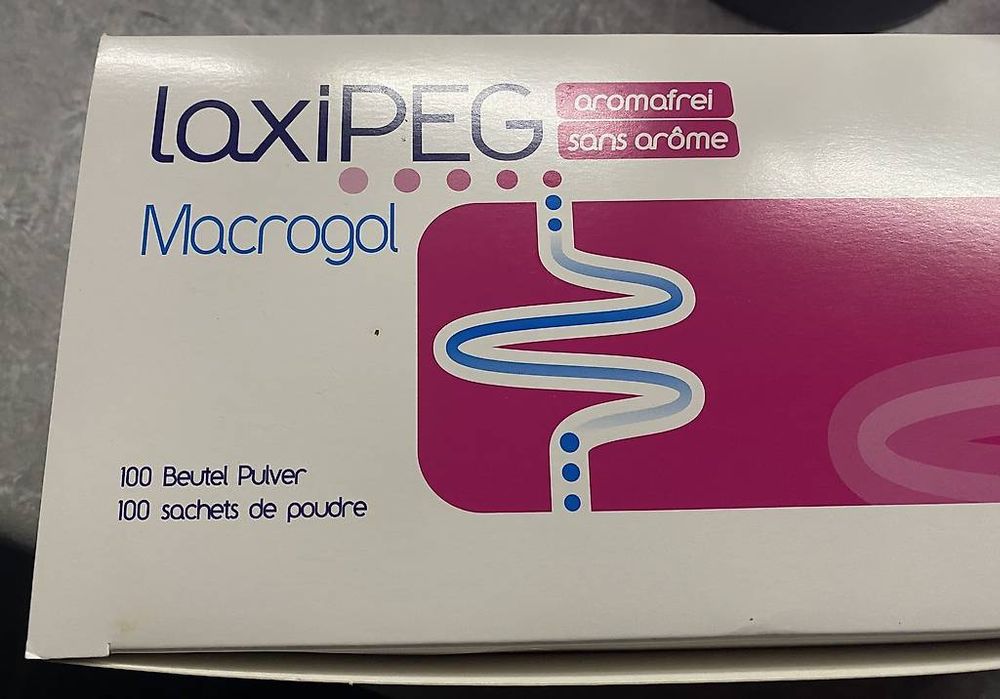 laxiPEG
aromafrei
sans arôme
Macrogol
100 Beutel Pulver
100 sachets de poudre